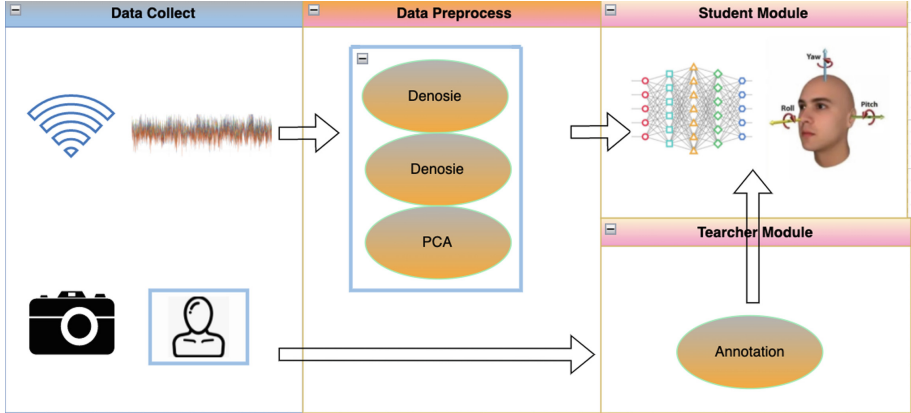 Data Collect
Data Preprocess
Student Module
Denosie
Denosie
PCA
Yaw
Roll
Pitch
Tearcher Module
Annotation